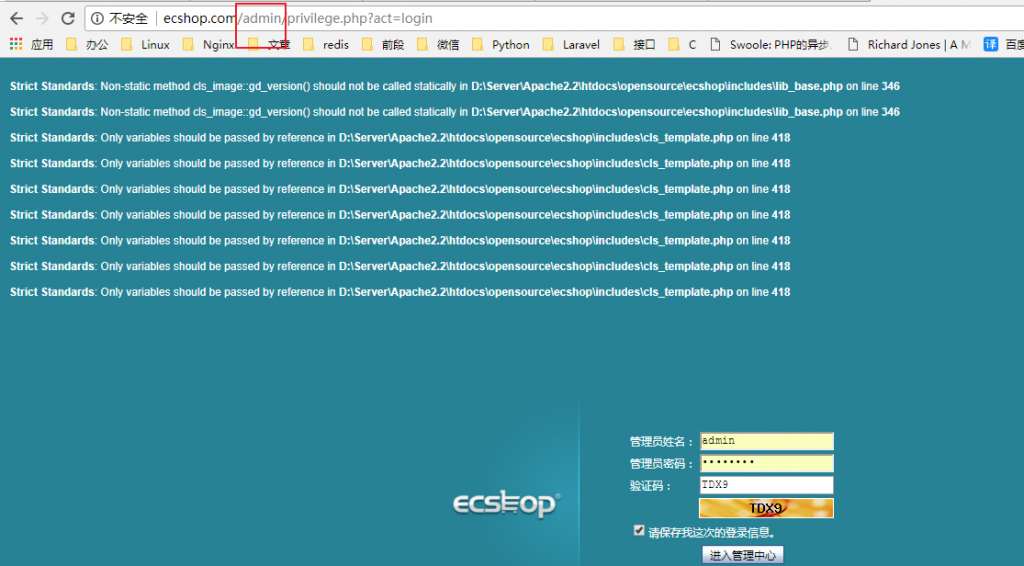 不安全 ecshop.com/admin/privilege.php?act=login
应用 办公 Linux Nginx 文章 redis 前段 微信 Python Laravel 接口 C Swoole: PHP的异步 Richard Jones | A M 译 百度
Strict Standards: Non-static method cls_image::gd_version() should not be called statically in D:\Server\Apache2.2\htdocs\opensource\ecshop\includes\lib_base.php on line 346
Strict Standards: Non-static method cls_image::gd_version() should not be called statically in D:\Server\Apache2.2\htdocs\opensource\ecshop\includes\lib_base.php on line 346
Strict Standards: Only variables should be passed by reference in D:\Server\Apache2.2\htdocs\opensource\ecshop\includes\cls_template.php on line 418
Strict Standards: Only variables should be passed by reference in D:\Server\Apache2.2\htdocs\opensource\ecshop\includes\cls_template.php on line 418
Strict Standards: Only variables should be passed by reference in D:\Server\Apache2.2\htdocs\opensource\ecshop\includes\cls_template.php on line 418
Strict Standards: Only variables should be passed by reference in D:\Server\Apache2.2\htdocs\opensource\ecshop\includes\cls_template.php on line 418
Strict Standards: Only variables should be passed by reference in D:\Server\Apache2.2\htdocs\opensource\ecshop\includes\cls_template.php on line 418
Strict Standards: Only variables should be passed by reference in D:\Server\Apache2.2\htdocs\opensource\ecshop\includes\cls_template.php on line 418
Strict Standards: Only variables should be passed by reference in D:\Server\Apache2.2\htdocs\opensource\ecshop\includes\cls_template.php on line 418
管理员姓名： admin
管理员密码： ••••••••
验证码： TDX9
TDX9
ecshop®
请保存我这次的登录信息。
进入管理中心